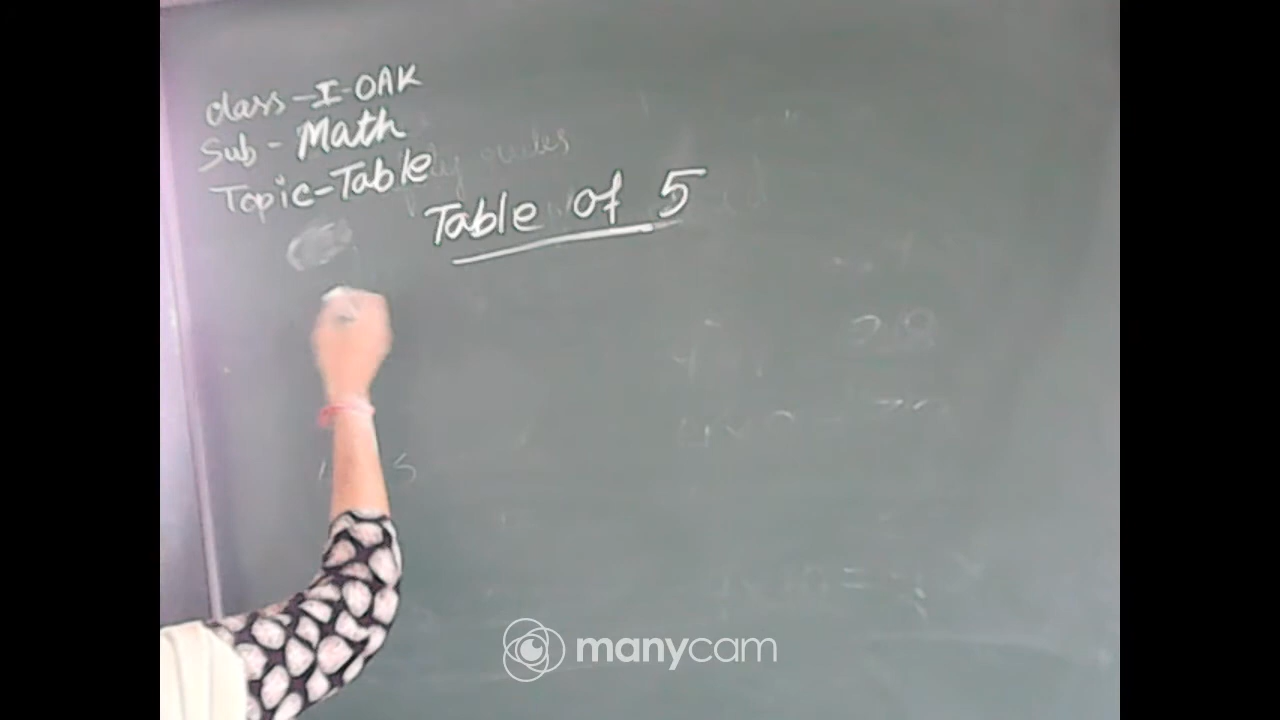 class - I - OAK
Sub - Math
Topic - Table
Table of 5
manycam